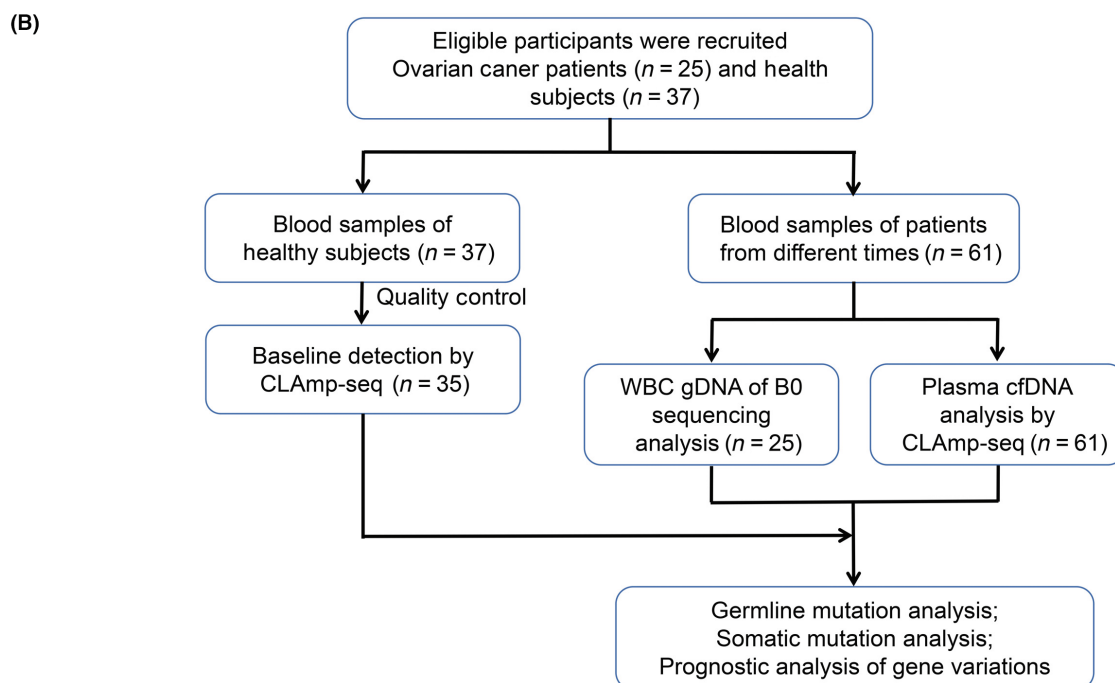 (B)
Eligible participants were recruited
Ovarian caner patients (n = 25) and health
subjects (n = 37)
Blood samples of
healthy subjects (n = 37)
Blood samples of patients
from different times (n = 61)
Quality control
Baseline detection by
CLAmp-seq (n = 35)
WBC gDNA of B0
sequencing
analysis (n = 25)
Plasma cfDNA
analysis by
CLAmp-seq (n = 61)
Germline mutation analysis;
Somatic mutation analysis;
Prognostic analysis of gene variations